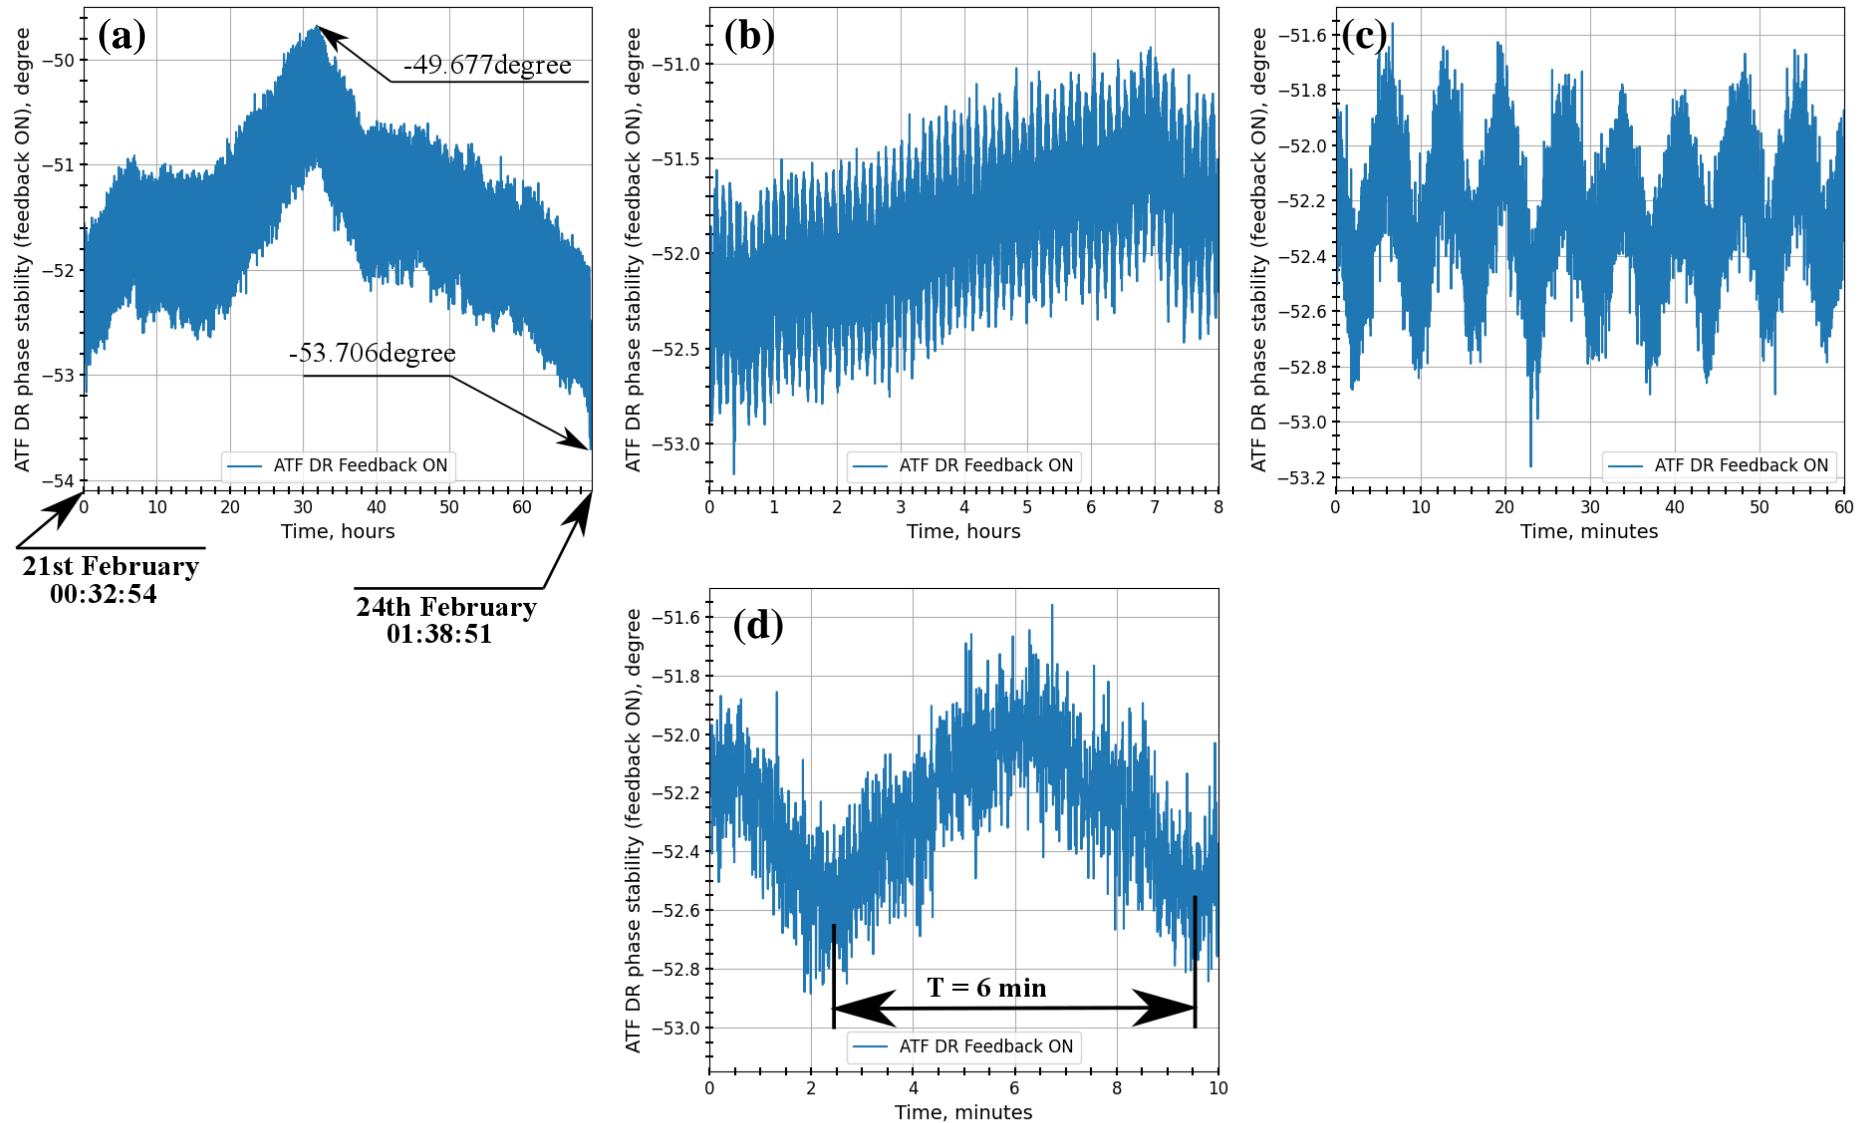 (a)
ATF DR phase stability (feedback ON), degree
−50
−51
−52
−53
−54
-49.677degree
-53.706degree
ATF DR Feedback ON
0 10 20 30 40 50 60
Time, hours
21st February
00:32:54
24th February
01:38:51
(b)
ATF DR phase stability (feedback ON), degree
−51.0
−51.5
−52.0
−52.5
−53.0
ATF DR Feedback ON
0 1 2 3 4 5 6 7 8
Time, hours
(c)
ATF DR phase stability (feedback ON), degree
−51.6
−51.8
−52.0
−52.2
−52.4
−52.6
−52.8
−53.0
−53.2
ATF DR Feedback ON
0 10 20 30 40 50 60
Time, minutes
(d)
ATF DR phase stability (feedback ON), degree
−51.6
−51.8
−52.0
−52.2
−52.4
−52.6
−52.8
−53.0
T = 6 min
ATF DR Feedback ON
0 2 4 6 8 10
Time, minutes